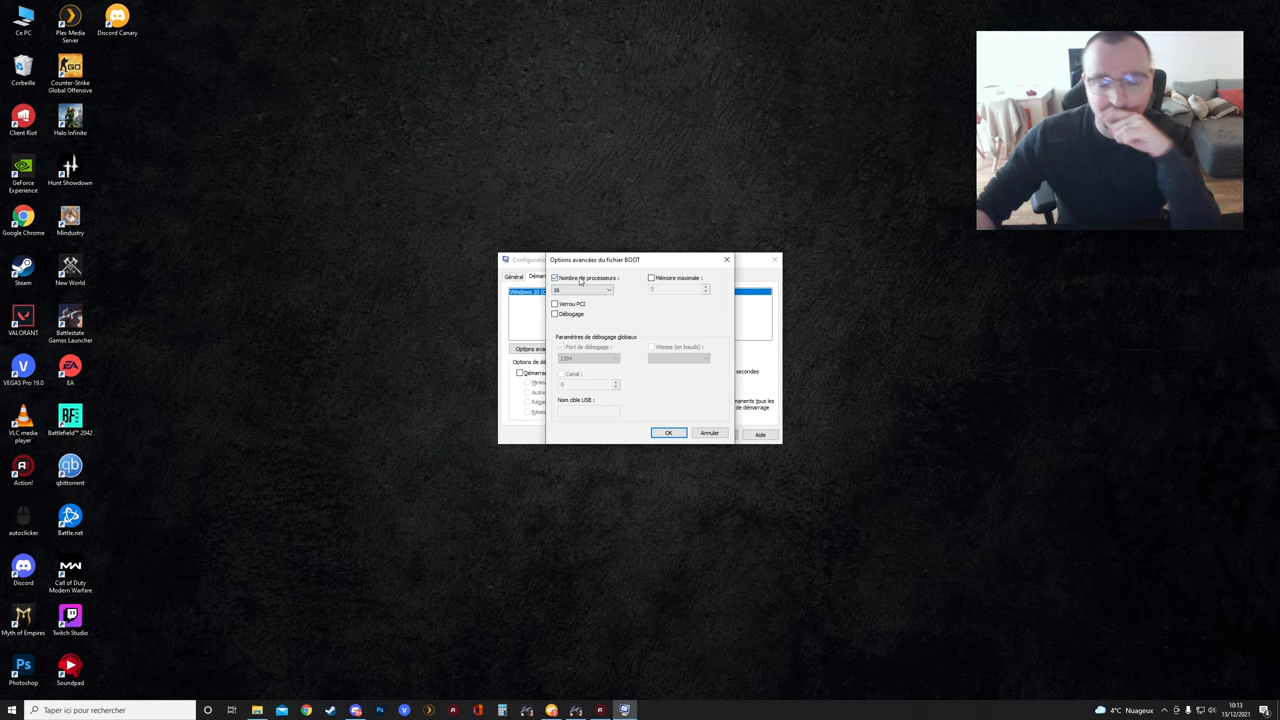 Ce PC
Plex Media
Server
Discord Canary
Corbeille
Counter-Strike
Global Offensive
Client Riot
Halo Infinite
GeForce
Experience
Hunt Showdown
Google Chrome
Mindustry
Steam
New World
VALORANT
Battlestate
Games Launcher
VEGAS Pro 19.0
EA
VLC media
player
Battlefield™ 2042
Action!
qbittorrent
autoclicker
Battle.net
Discord
Call of Duty
Modern Warfare
Myth of Empires
Twitch Studio
Photoshop
Soundpad
Configuratio
Options avancées du fichier BOOT
Général
Démar
Nombre de processeurs :
Mémoire maximale :
Windows 10 (C
16
0
Verrou PCI
Débogage
Paramètres de débogage globaux
Options ava
Port de débogage :
Vitesse (en bauds) :
1394
Options de dé
Démarra
Canal :
secondes
Minim
0
Autre
Répar
Nom cible USB :
manents tous les
de démarrage
Résea
OK
Annuler
Aide
Taper ici pour rechercher
4°C Nuageux
10:13
13/12/2021